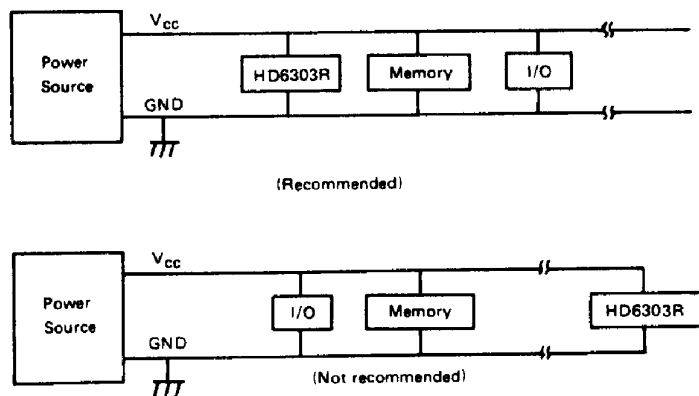 Vcc
Power
Source
HD6303R
Memory
I/O
GND
(Recommended)
Vcc
Power
Source
I/O
Memory
HD6303R
GND
(Not recommended)